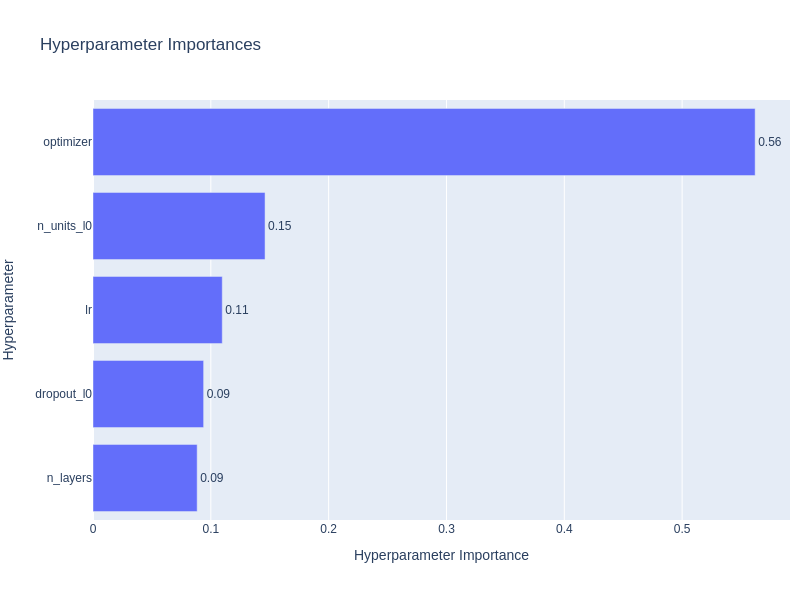 Hyperparameter Importances
optimizer
0.56
n_units_l0
0.15
lr
0.11
dropout_l0
0.09
n_layers
0.09
0
0.1
0.2
0.3
0.4
0.5
Hyperparameter Importance
Hyperparameter